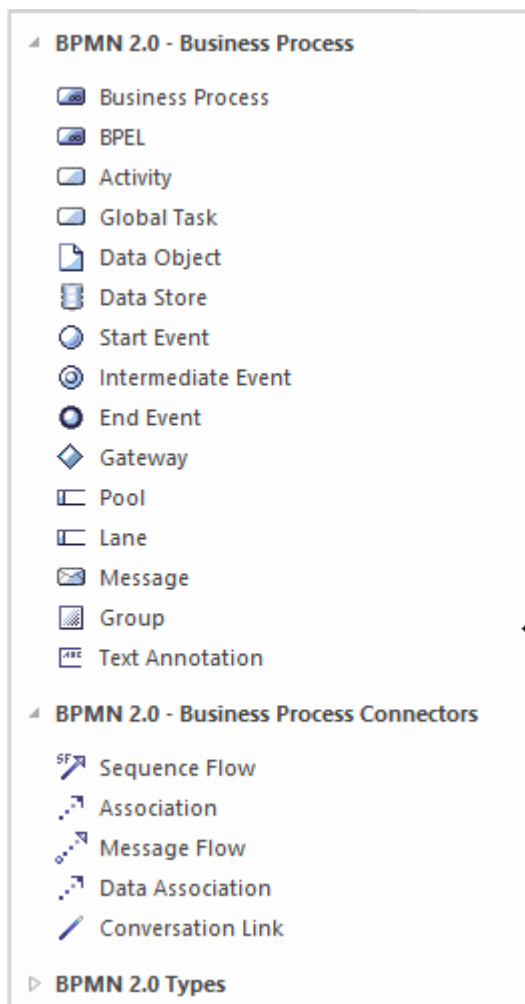 BPMN 2.0 - Business Process
Business Process
BPEL
Activity
Global Task
Data Object
Data Store
Start Event
Intermediate Event
End Event
Gateway
Pool
Lane
Message
Group
ABC Text Annotation
BPMN 2.0 - Business Process Connectors
SF Sequence Flow
Association
Message Flow
Data Association
Conversation Link
BPMN 2.0 Types